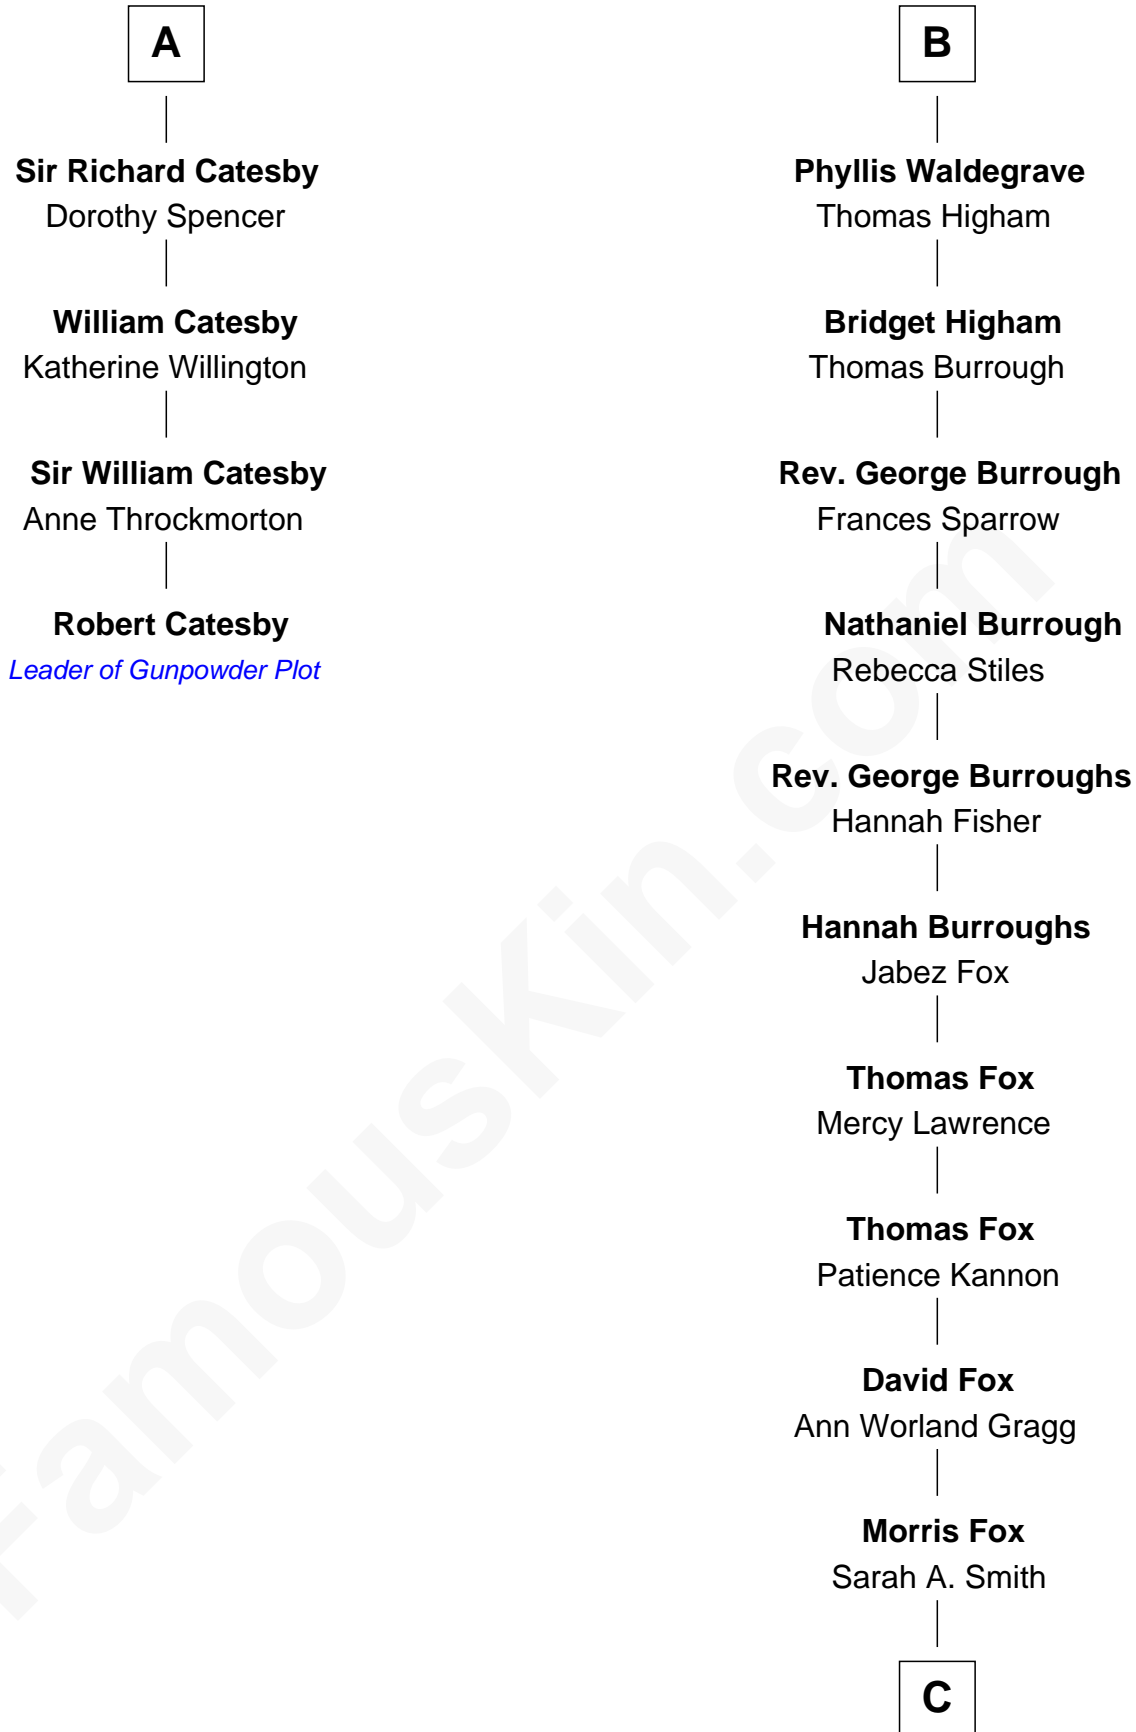 A
Sir Richard Catesby
Dorothy Spencer
William Catesby
Katherine Willington
Sir William Catesby
Anne Throckmorton
Robert Catesby
Leader of Gunpowder Plot
B
Phyllis Waldegrave
Thomas Higham
Bridget Higham
Thomas Burrough
Rev. George Burrough
Frances Sparrow
Nathaniel Burrough
Rebecca Stiles
Rev. George Burroughs
Hannah Fisher
Hannah Burroughs
Jabez Fox
Thomas Fox
Mercy Lawrence
Thomas Fox
Patience Kannon
David Fox
Ann Worland Gragg
Morris Fox
Sarah A. Smith
C
FamousKin.com